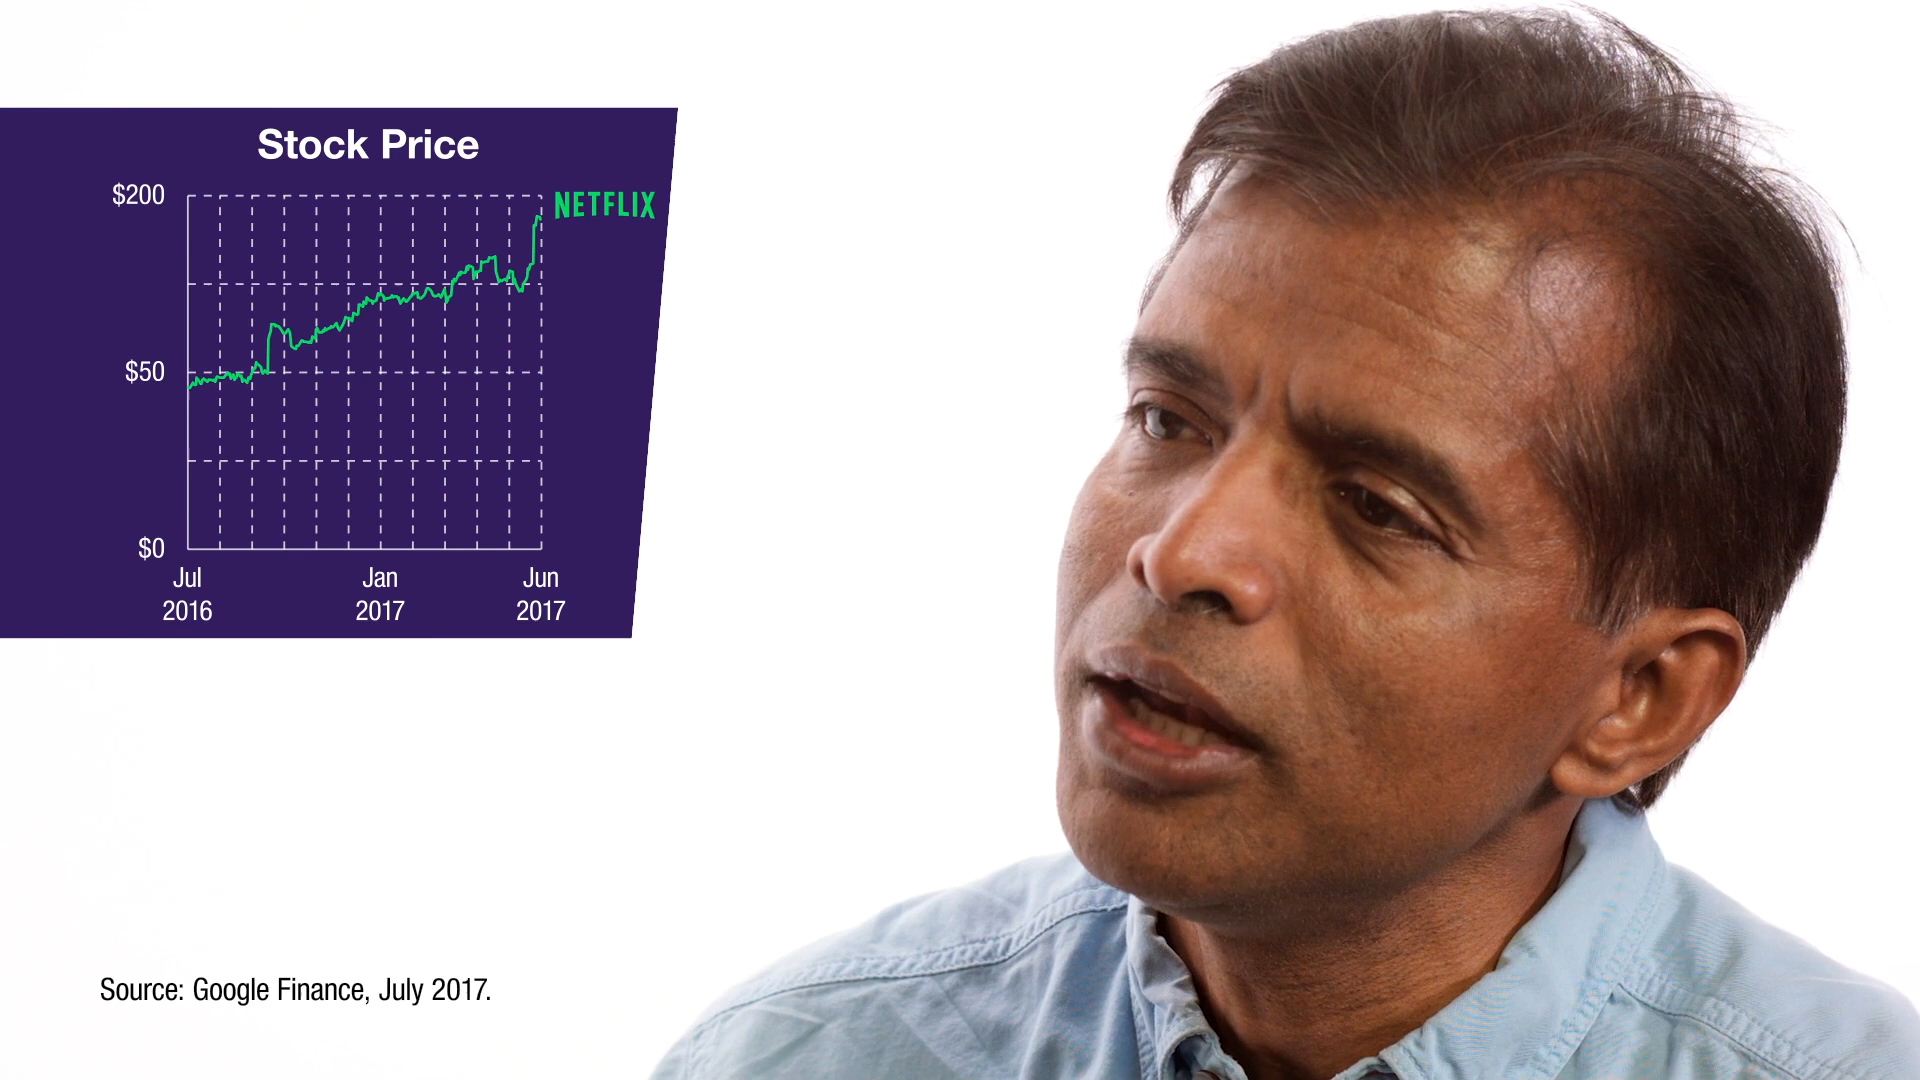 Stock Price
$200
NETFLIX
$50
$0
Jul
2016
Jan
2017
Jun
2017
Source: Google Finance, July 2017.